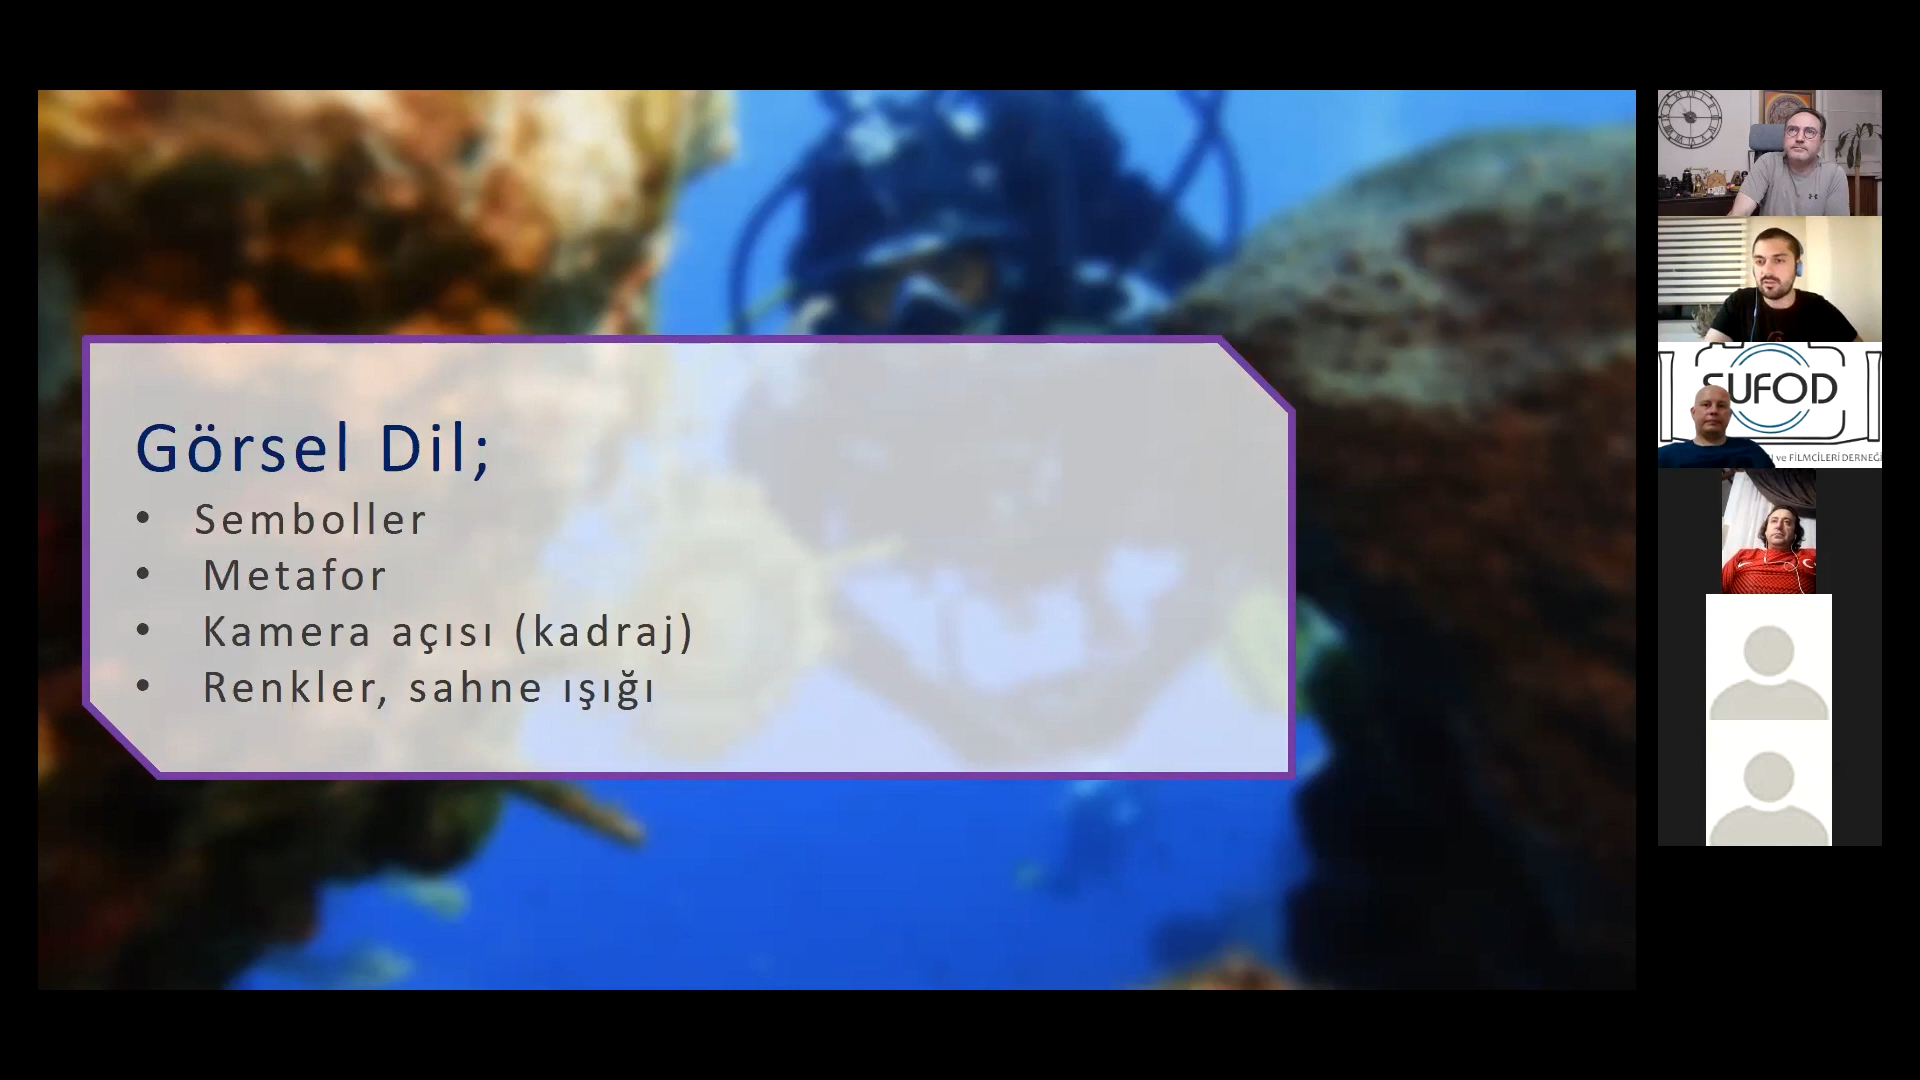 Görsel Dil;
• Semboller
• Metafor
• Kamera açısı (kadraj)
• Renkler, sahne ışığı
SUFOD
ve FİLMCİLERİ DERNEĞİ